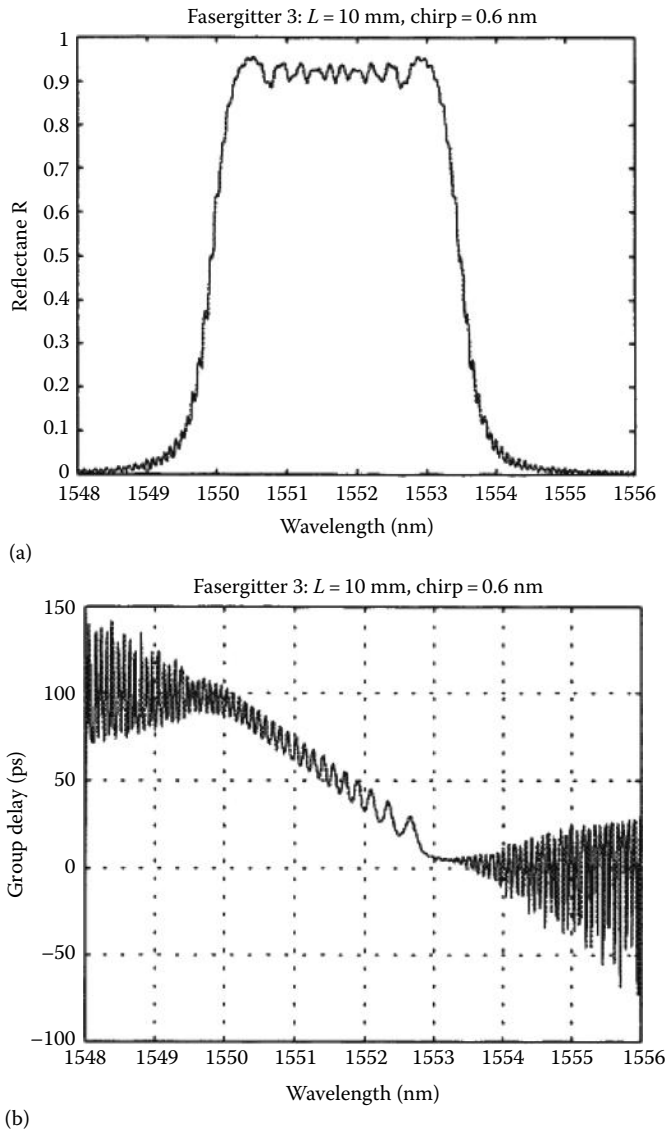 Fasergitter 3: L = 10 mm, chirp = 0.6 nm
1
0.9
0.8
0.7
0.6
0.5
0.4
0.3
0.2
0.1
0
Reflectane R
1548 1549 1550 1551 1552 1553 1554 1555 1556
Wavelength (nm)
(a)
Fasergitter 3: L = 10 mm, chirp = 0.6 nm
150
100
50
0
−50
−100
Group delay (ps)
1548 1549 1550 1551 1552 1553 1554 1555 1556
Wavelength (nm)
(b)